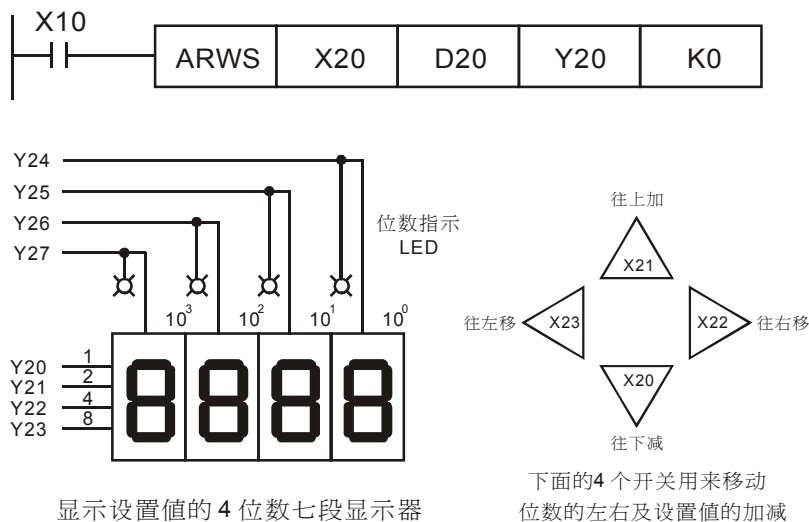 X10
ARWS X20 D20 Y20 K0
Y24
Y25
Y26
Y27
位数指示
LED
10³ 10² 10¹ 10⁰
Y20 1
Y21 2
Y22 4
Y23 8
8 8 8 8
显示设置值的 4 位数七段显示器
往上加
X21
往左移 X23 X22 往右移
X20
往下减
下面的4 个开关用来移动
位数的左右及设置值的加减